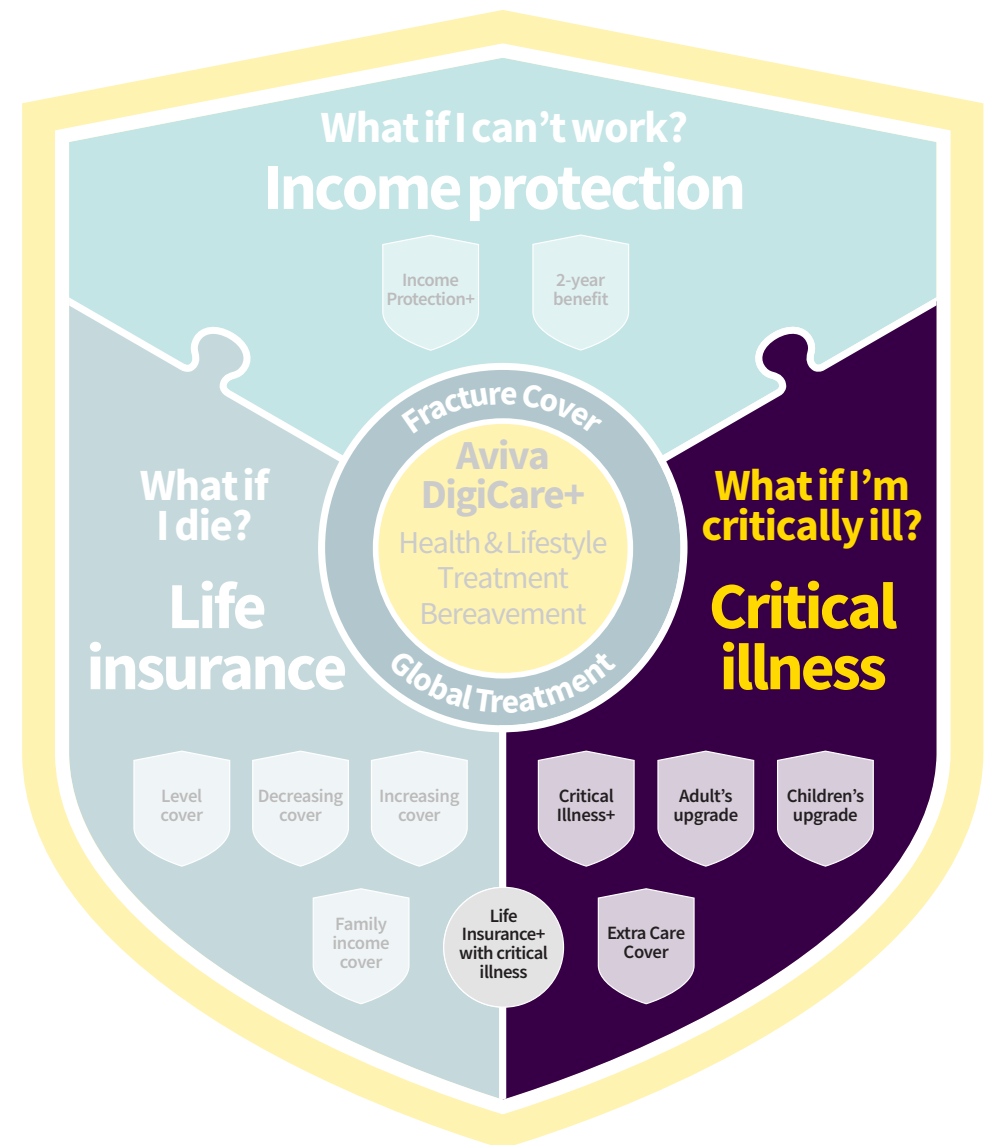 What if I can’t work?
Income protection
Income
Protection+
2-year
benefit
Fracture Cover
Aviva
DigiCare+
Health & Lifestyle
Treatment
Bereavement
Global Treatment
What if
I die?
Life
insurance
What if I’m
critically ill?
Critical
illness
Level
cover
Decreasing
cover
Increasing
cover
Critical
Illness+
Adult’s
upgrade
Children’s
upgrade
Family
income
cover
Life
Insurance+
with critical
illness
Extra Care
Cover